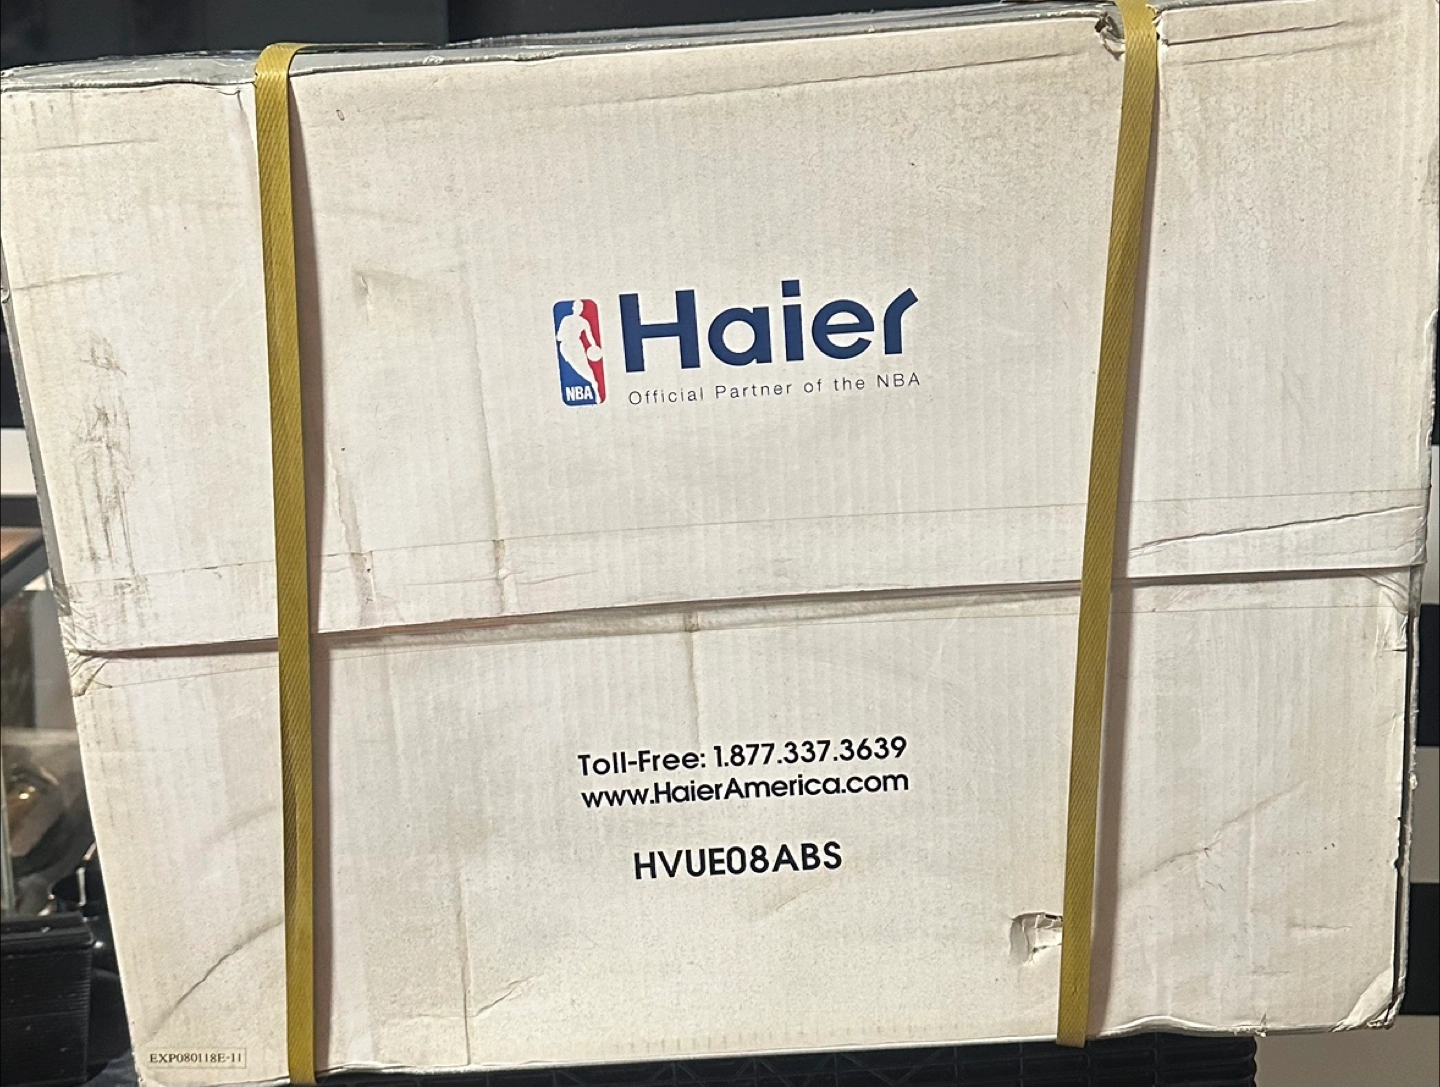 Haier
NBA
Official Partner of the NBA
Toll-Free: 1.877.337.3639
www.HaierAmerica.com
HVUE08ABS
EXP080118E-11